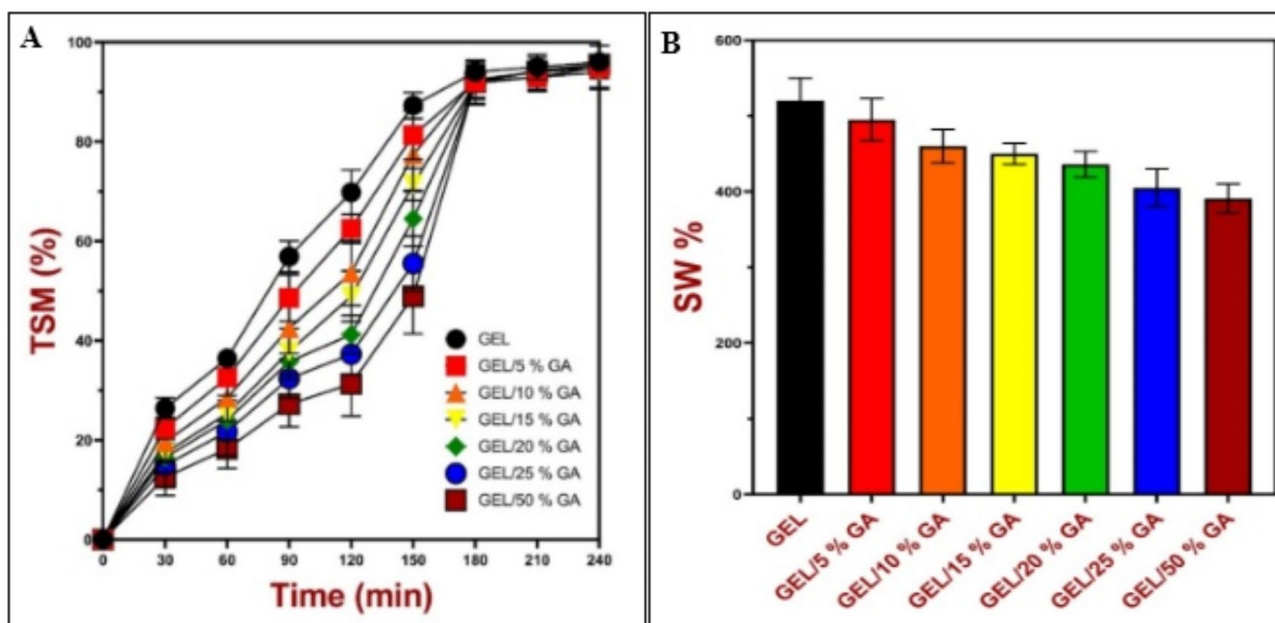 A
100
80
60
40
20
0
TSM (%)
0 30 60 90 120 150 180 210 240
Time (min)
GEL
GEL/5 % GA
GEL/10 % GA
GEL/15 % GA
GEL/20 % GA
GEL/25 % GA
GEL/50 % GA
B
600
400
200
0
SW %
GEL
GEL/5 % GA
GEL/10 % GA
GEL/15 % GA
GEL/20 % GA
GEL/25 % GA
GEL/50 % GA